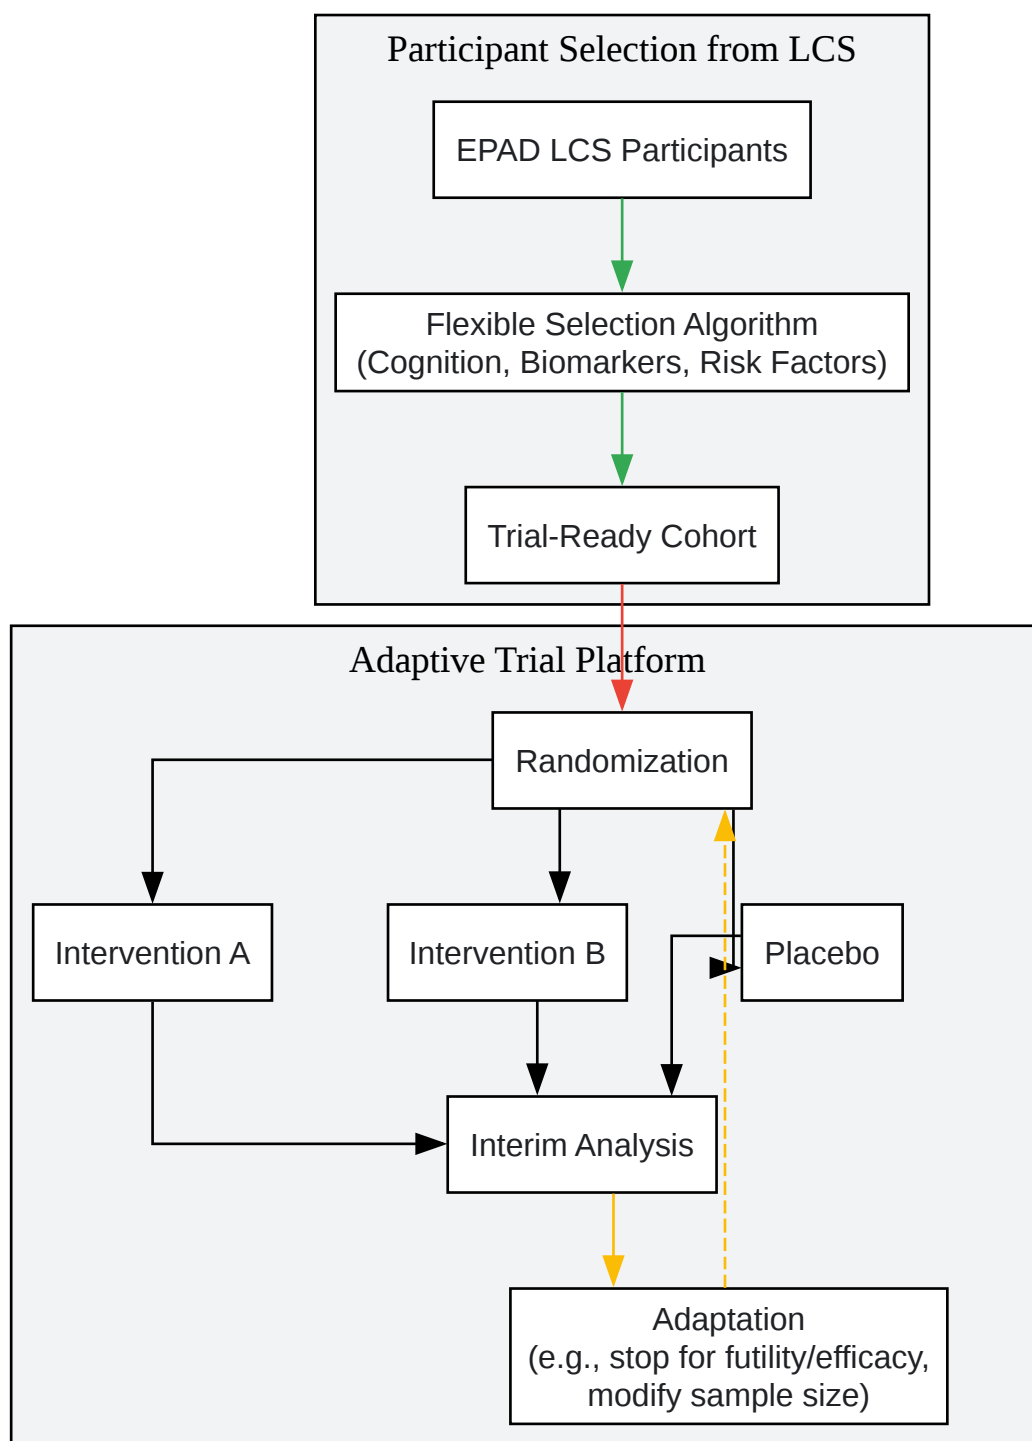 Participant Selection from LCS
EPAD LCS Participants
Flexible Selection Algorithm
(Cognition, Biomarkers, Risk Factors)
Trial-Ready Cohort
Adaptive Trial Platform
Randomization
Intervention A
Intervention B
Placebo
Interim Analysis
Adaptation
(e.g., stop for futility/efficacy,
modify sample size)